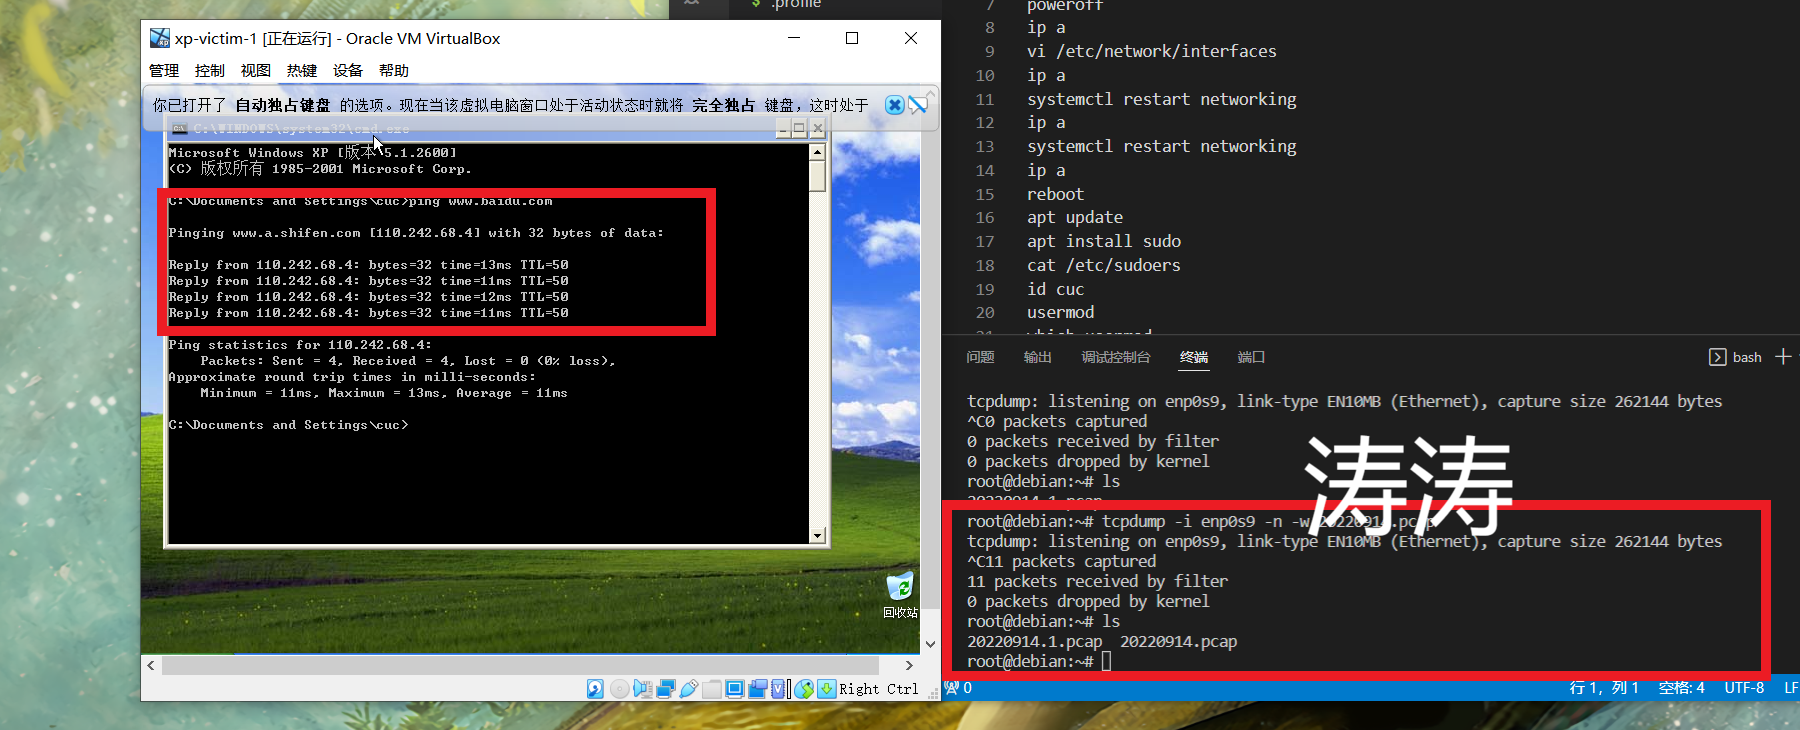 xp-victim-1 [正在运行] - Oracle VM VirtualBox
管理 控制 视图 热键 设备 帮助
你已打开了 自动独占键盘 的选项。现在当该虚拟电脑窗口处于活动状态时就将 完全独占 键盘，这时处于
C:\WINDOWS\system32\cmd.exe
Microsoft Windows XP [版本 5.1.2600]
(C) 版权所有 1985-2001 Microsoft Corp.
C:\Documents and Settings\cuc>ping www.baidu.com
Pinging www.a.shifen.com [110.242.68.4] with 32 bytes of data:
Reply from 110.242.68.4: bytes=32 time=13ms TTL=50
Reply from 110.242.68.4: bytes=32 time=11ms TTL=50
Reply from 110.242.68.4: bytes=32 time=12ms TTL=50
Reply from 110.242.68.4: bytes=32 time=11ms TTL=50
Ping statistics for 110.242.68.4:
Packets: Sent = 4, Received = 4, Lost = 0 (0% loss),
Approximate round trip times in milli-seconds:
Minimum = 11ms, Maximum = 13ms, Average = 11ms
C:\Documents and Settings\cuc>
回收站
Right Ctrl
$ .profile
7 poweroff
8 ip a
9 vi /etc/network/interfaces
10 ip a
11 systemctl restart networking
12 ip a
13 systemctl restart networking
14 ip a
15 reboot
16 apt update
17 apt install sudo
18 cat /etc/sudoers
19 id cuc
20 usermod
21 which usermod
问题 输出 调试控制台 终端 端口
bash
tcpdump: listening on enp0s9, link-type EN10MB (Ethernet), capture size 262144 bytes
^C0 packets captured
0 packets received by filter
0 packets dropped by kernel
root@debian:~# ls
20220914.1.pcap
root@debian:~# tcpdump -i enp0s9 -n -w 20220914.pcap
tcpdump: listening on enp0s9, link-type EN10MB (Ethernet), capture size 262144 bytes
^C11 packets captured
11 packets received by filter
0 packets dropped by kernel
root@debian:~# ls
20220914.1.pcap 20220914.pcap
root@debian:~#
涛涛
0
行 1，列 1 空格: 4 UTF-8 LF